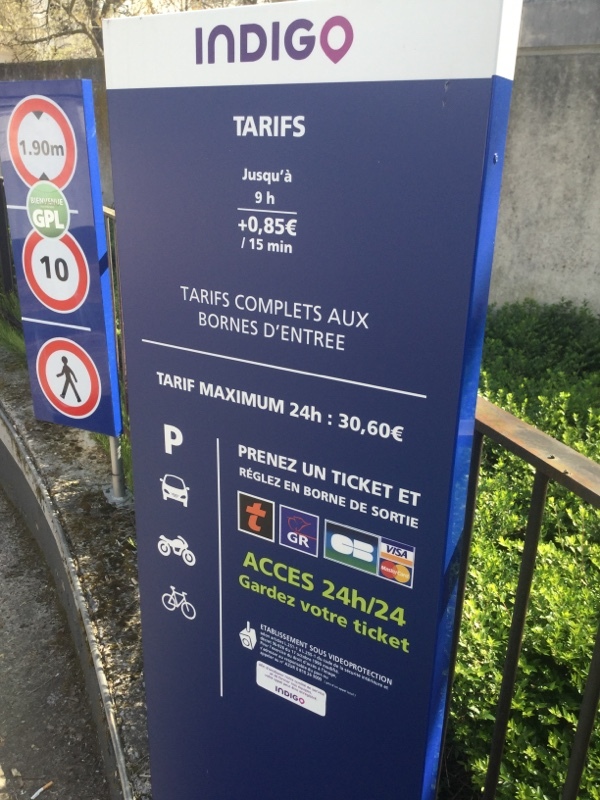 INDIGO
TARIFS
Jusqu'à
9 h
+0,85€
/ 15 min
TARIFS COMPLETS AUX
BORNES D'ENTREE
TARIF MAXIMUM 24h : 30,60€
P
PRENEZ UN TICKET ET
RÉGLEZ EN BORNE DE SORTIE
t
GR
CB
VISA
MasterCard
ACCES 24h/24
Gardez votre ticket
ETABLISSEMENT SOUS VIDEOPROTECTION
INDIGO
1.90m
BIENVENUE
GPL
10